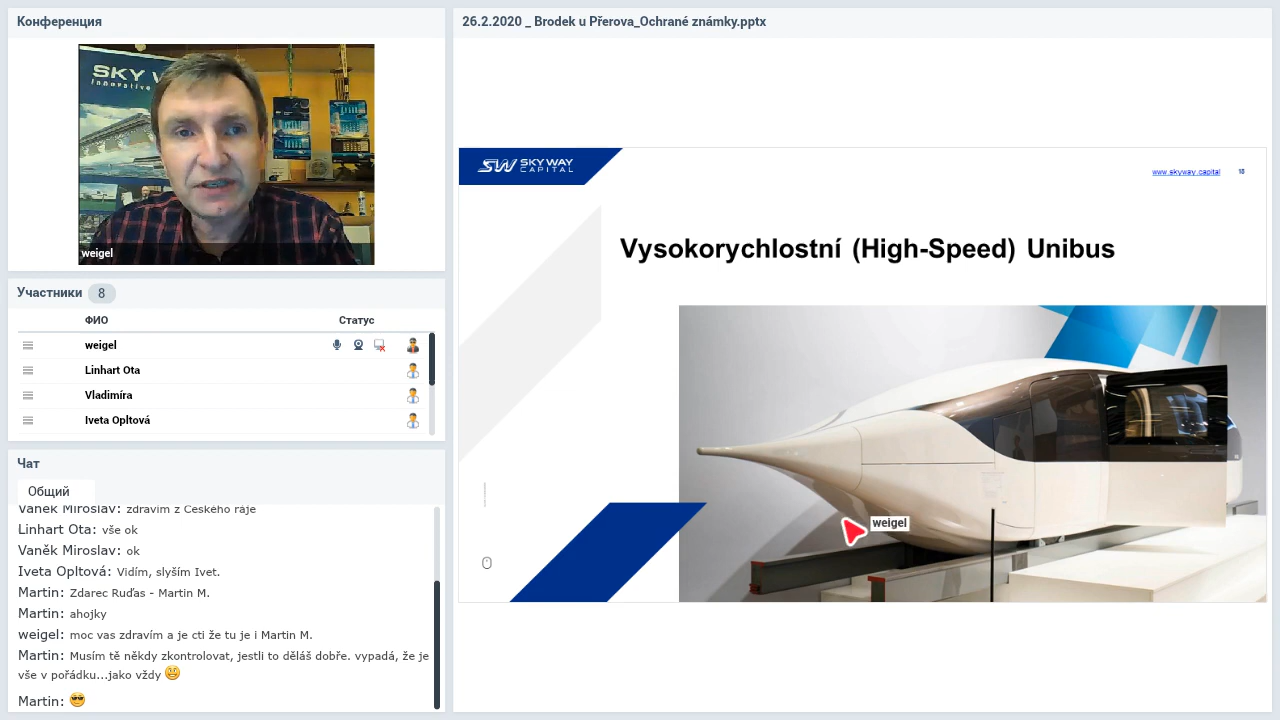 Конференция
SKY W
Innovative
weigel
Участники 8
ФИО Статус
weigel
Linhart Ota
Vladimíra
Iveta Opltová
Чат
Общий
Vaněk Miroslav: zdravím z Českého ráje
Linhart Ota: vše ok
Vaněk Miroslav: ok
Iveta Opltová: Vidím, slyším Ivet.
Martin: Zdarec Ruďas - Martin M.
Martin: ahojky
weigel: moc vas zdravím a je cti že tu je i Martin M.
Martin: Musím tě někdy zkontrolovat, jestli to děláš dobře. vypadá, že je
vše v pořádku...jako vždy
Martin:
26.2.2020 _ Brodek u Přerova_Ochrané známky.pptx
SW SKY WAY
CAPITAL
www.skyway.capital 18
Vysokorychlostní (High-Speed) Unibus
weigel